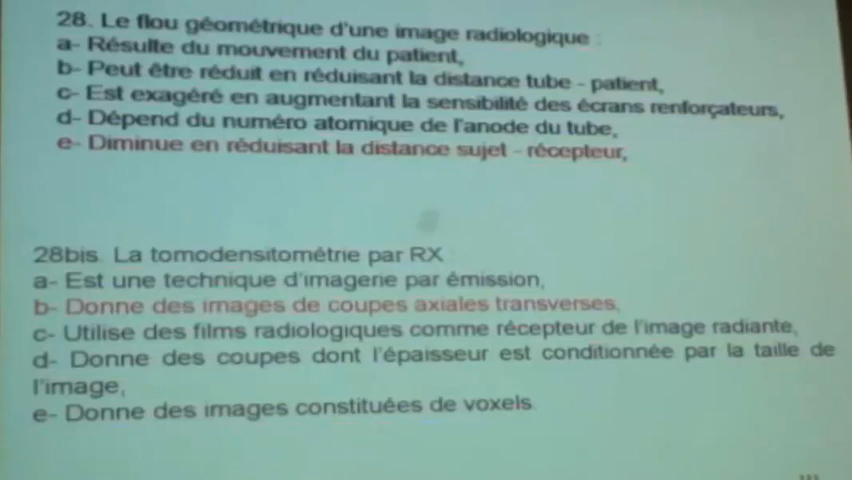 28. Le flou géométrique d'une image radiologique :
a- Résulte du mouvement du patient,
b- Peut être réduit en réduisant la distance tube - patient,
c- Est exagéré en augmentant la sensibilité des écrans renforçateurs,
d- Dépend du numéro atomique de l'anode du tube,
e- Diminue en réduisant la distance sujet - récepteur,
28bis. La tomodensitométrie par RX :
a- Est une technique d'imagerie par émission,
b- Donne des images de coupes axiales transverses,
c- Utilise des films radiologiques comme récepteur de l'image radiante,
d- Donne des coupes dont l'épaisseur est conditionnée par la taille de
l'image,
e- Donne des images constituées de voxels.